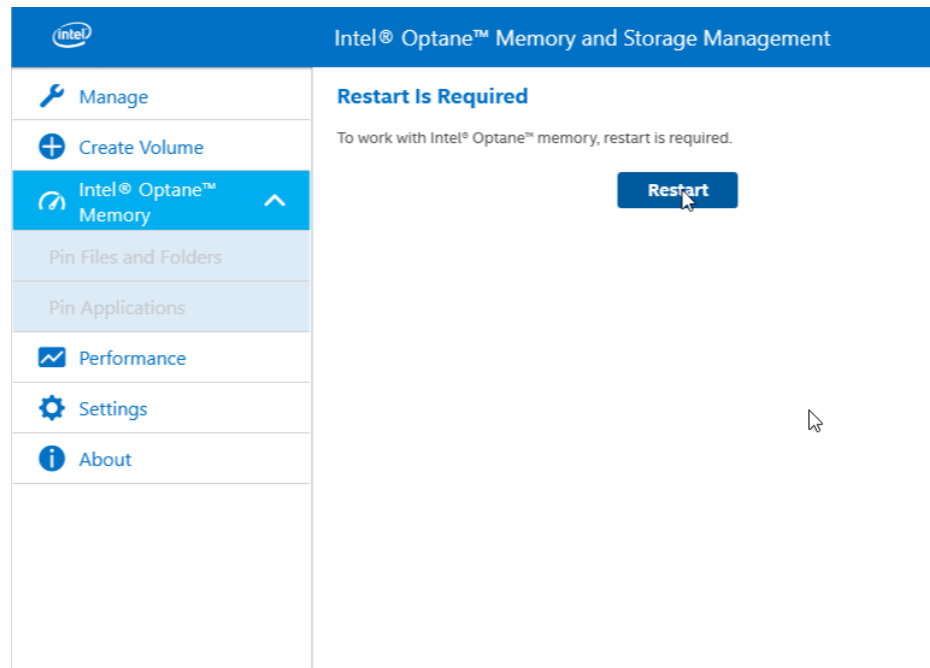 intel
Intel® Optane™ Memory and Storage Management
Manage
Create Volume
Intel® Optane™
Memory
Pin Files and Folders
Pin Applications
Performance
Settings
About
Restart Is Required
To work with Intel® Optane™ memory, restart is required.
Restart